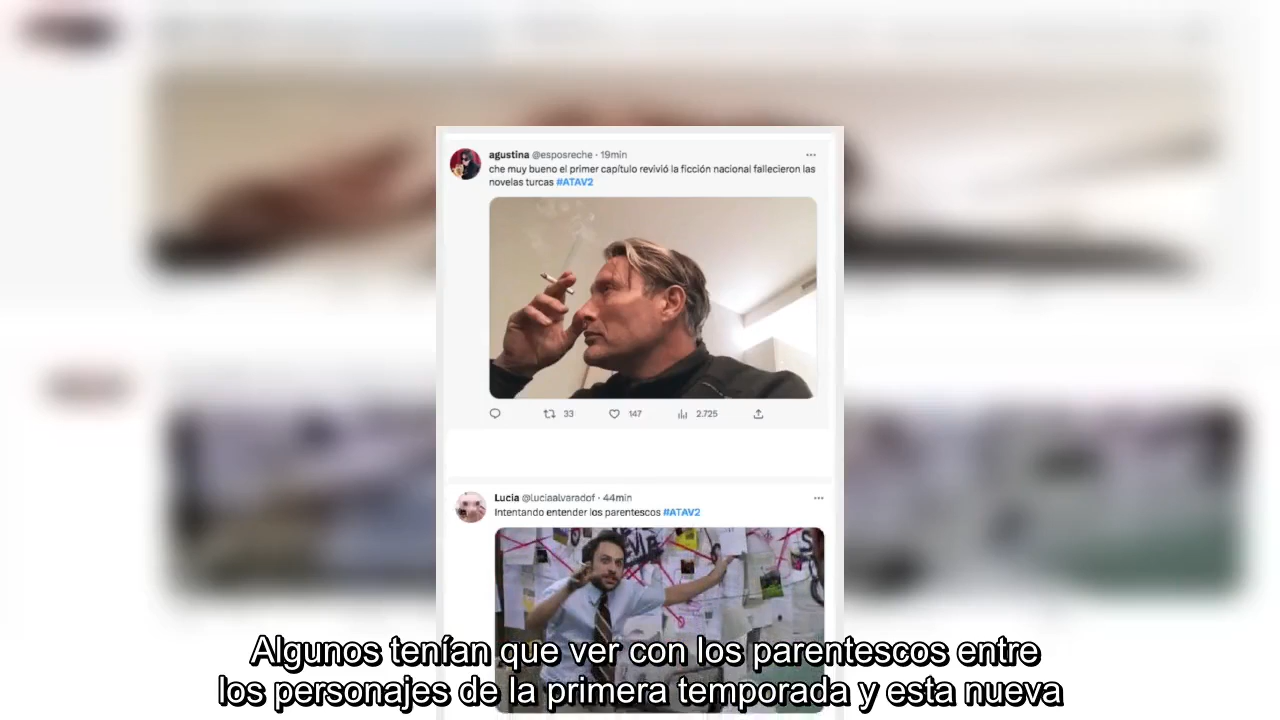 agustina @esposreche · 19min
che muy bueno el primer capítulo revivió la ficción nacional fallecieron las
novelas turcas #ATAV2
33 147 2.725
Lucia @luciaalvaradof · 44min
Intentando entender los parentescos #ATAV2
Algunos tenían que ver con los parentescos entre
los personajes de la primera temporada y esta nueva